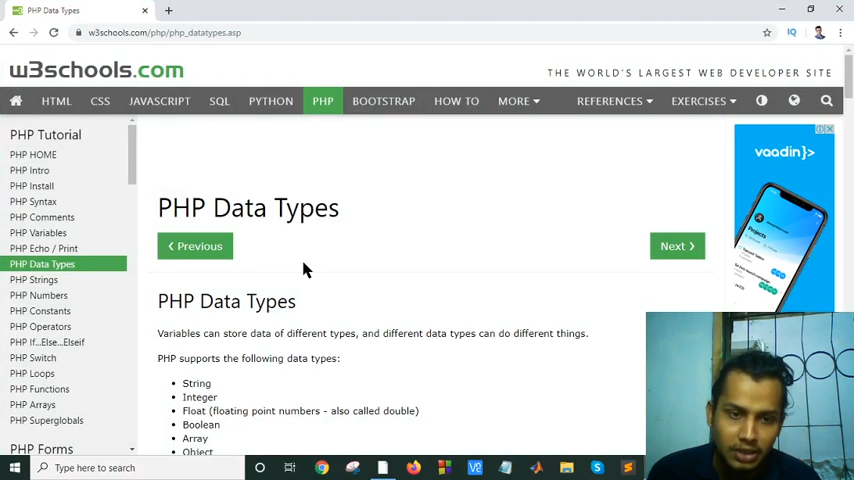 PHP Data Types
w3schools.com/php/php_datatypes.asp
w3schools.com
THE WORLD'S LARGEST WEB DEVELOPER SITE
HTML CSS JAVASCRIPT SQL PYTHON PHP BOOTSTRAP HOW TO MORE REFERENCES EXERCISES
PHP Tutorial
PHP HOME
PHP Intro
PHP Install
PHP Syntax
PHP Comments
PHP Variables
PHP Echo / Print
PHP Data Types
PHP Strings
PHP Numbers
PHP Constants
PHP Operators
PHP If...Else...Elseif
PHP Switch
PHP Loops
PHP Functions
PHP Arrays
PHP Superglobals
PHP Forms
PHP Data Types
❮ Previous
Next ❯
PHP Data Types
Variables can store data of different types, and different data types can do different things.
PHP supports the following data types:
String
Integer
Float (floating point numbers - also called double)
Boolean
Array
Object
vaadin}>
Projects
Type here to search